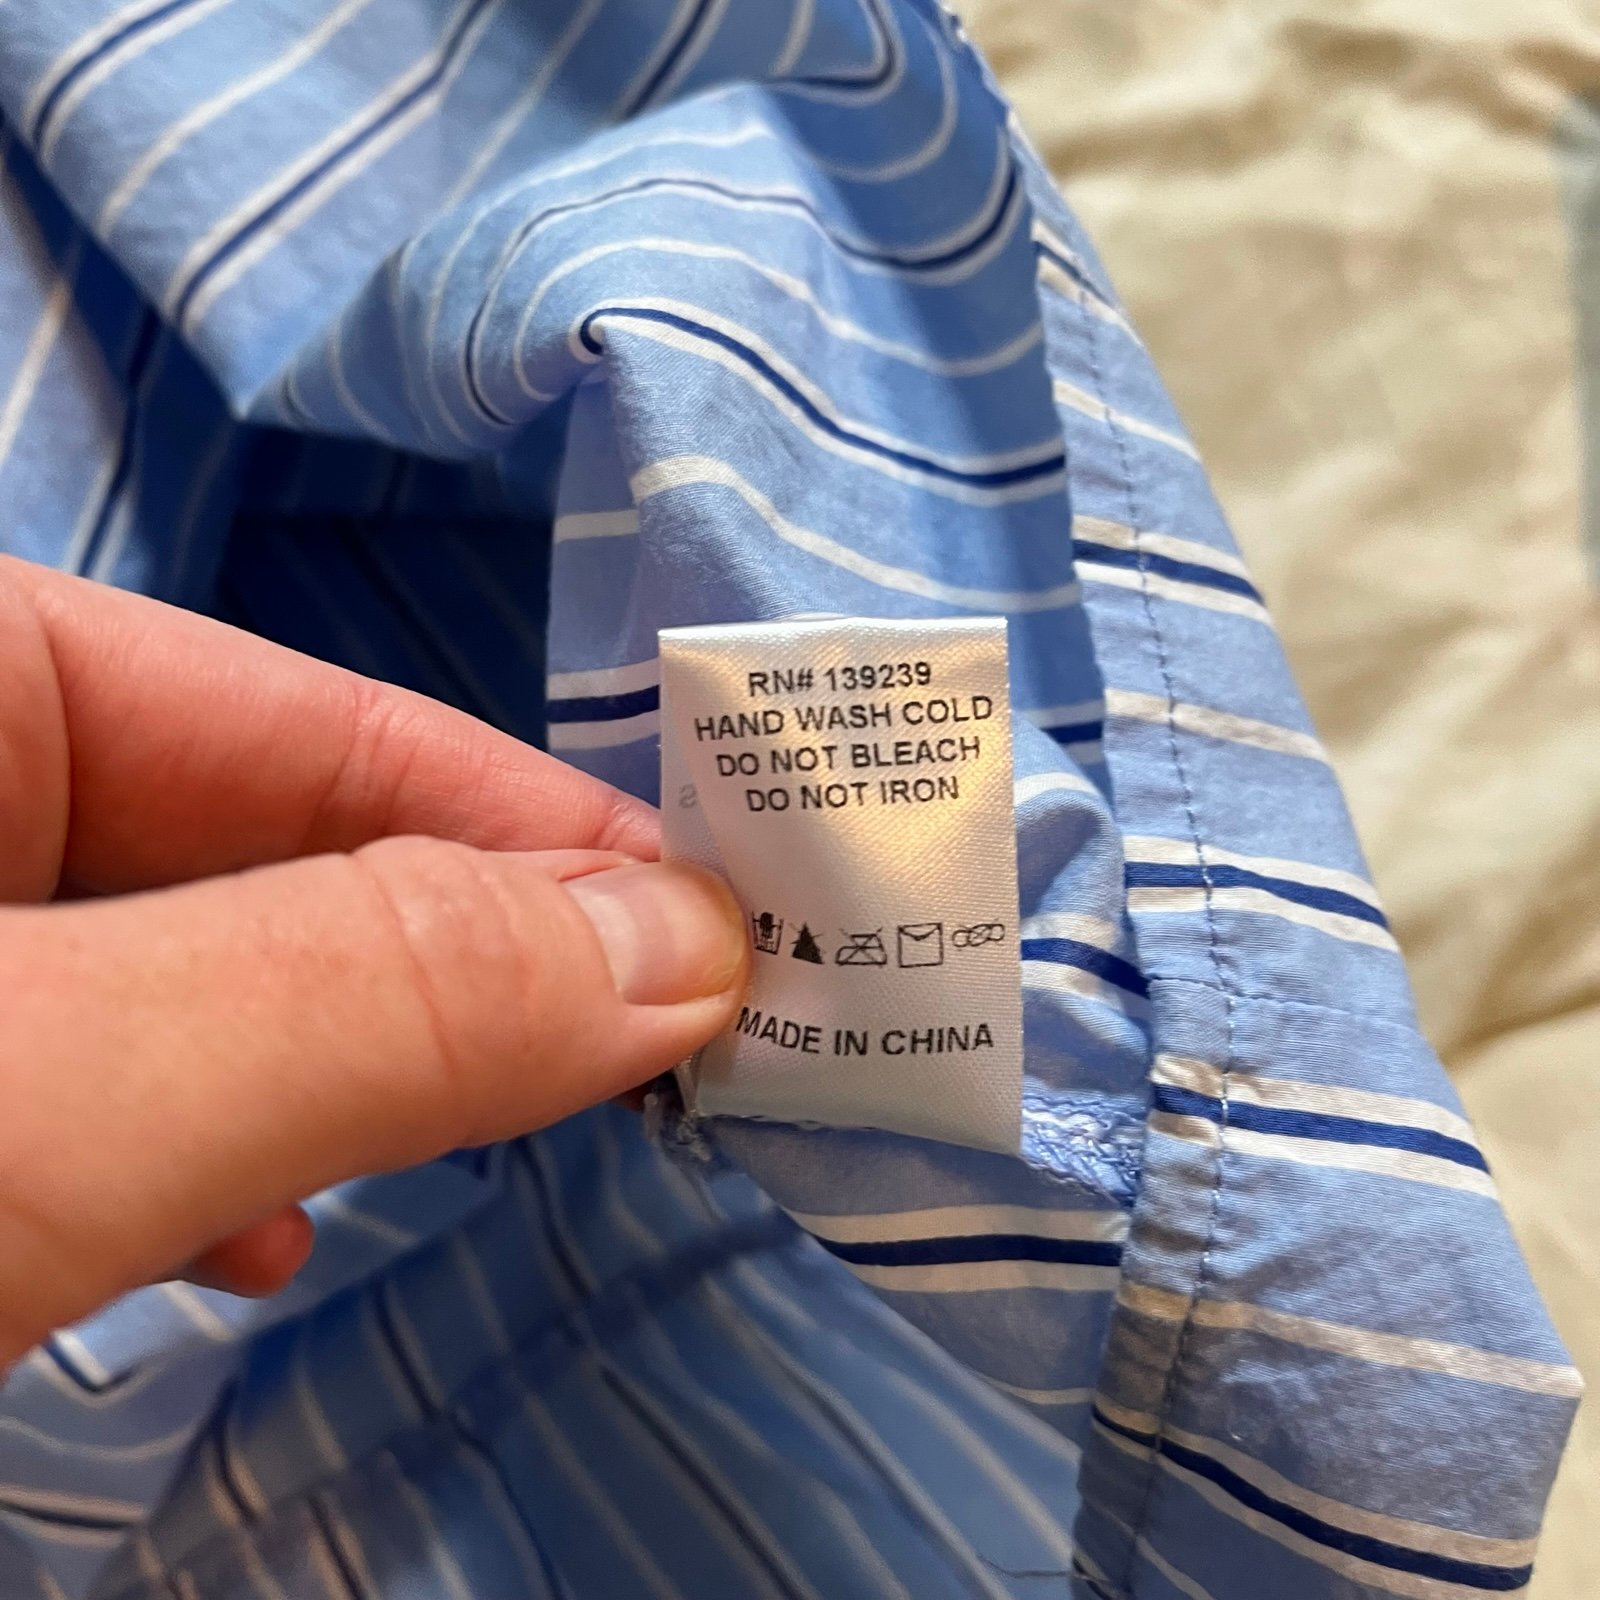 RN# 139239
HAND WASH COLD
DO NOT BLEACH
DO NOT IRON
MADE IN CHINA